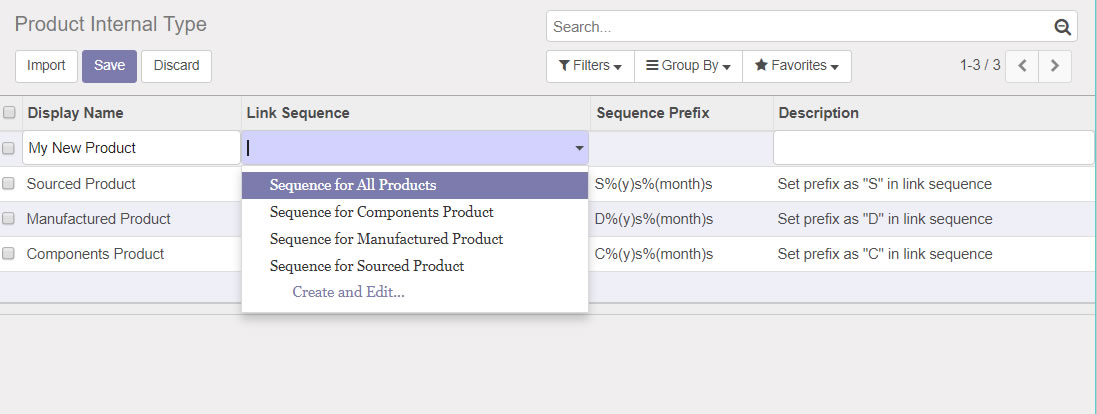 Product Internal Type
Search...
Import Save Discard
Filters Group By Favorites 1-3 / 3
Display Name Link Sequence Sequence Prefix Description
My New Product
Sourced Product S%(y)s%(month)s Set prefix as "S" in link sequence
Manufactured Product D%(y)s%(month)s Set prefix as "D" in link sequence
Components Product C%(y)s%(month)s Set prefix as "C" in link sequence
Sequence for All Products
Sequence for Components Product
Sequence for Manufactured Product
Sequence for Sourced Product
Create and Edit...